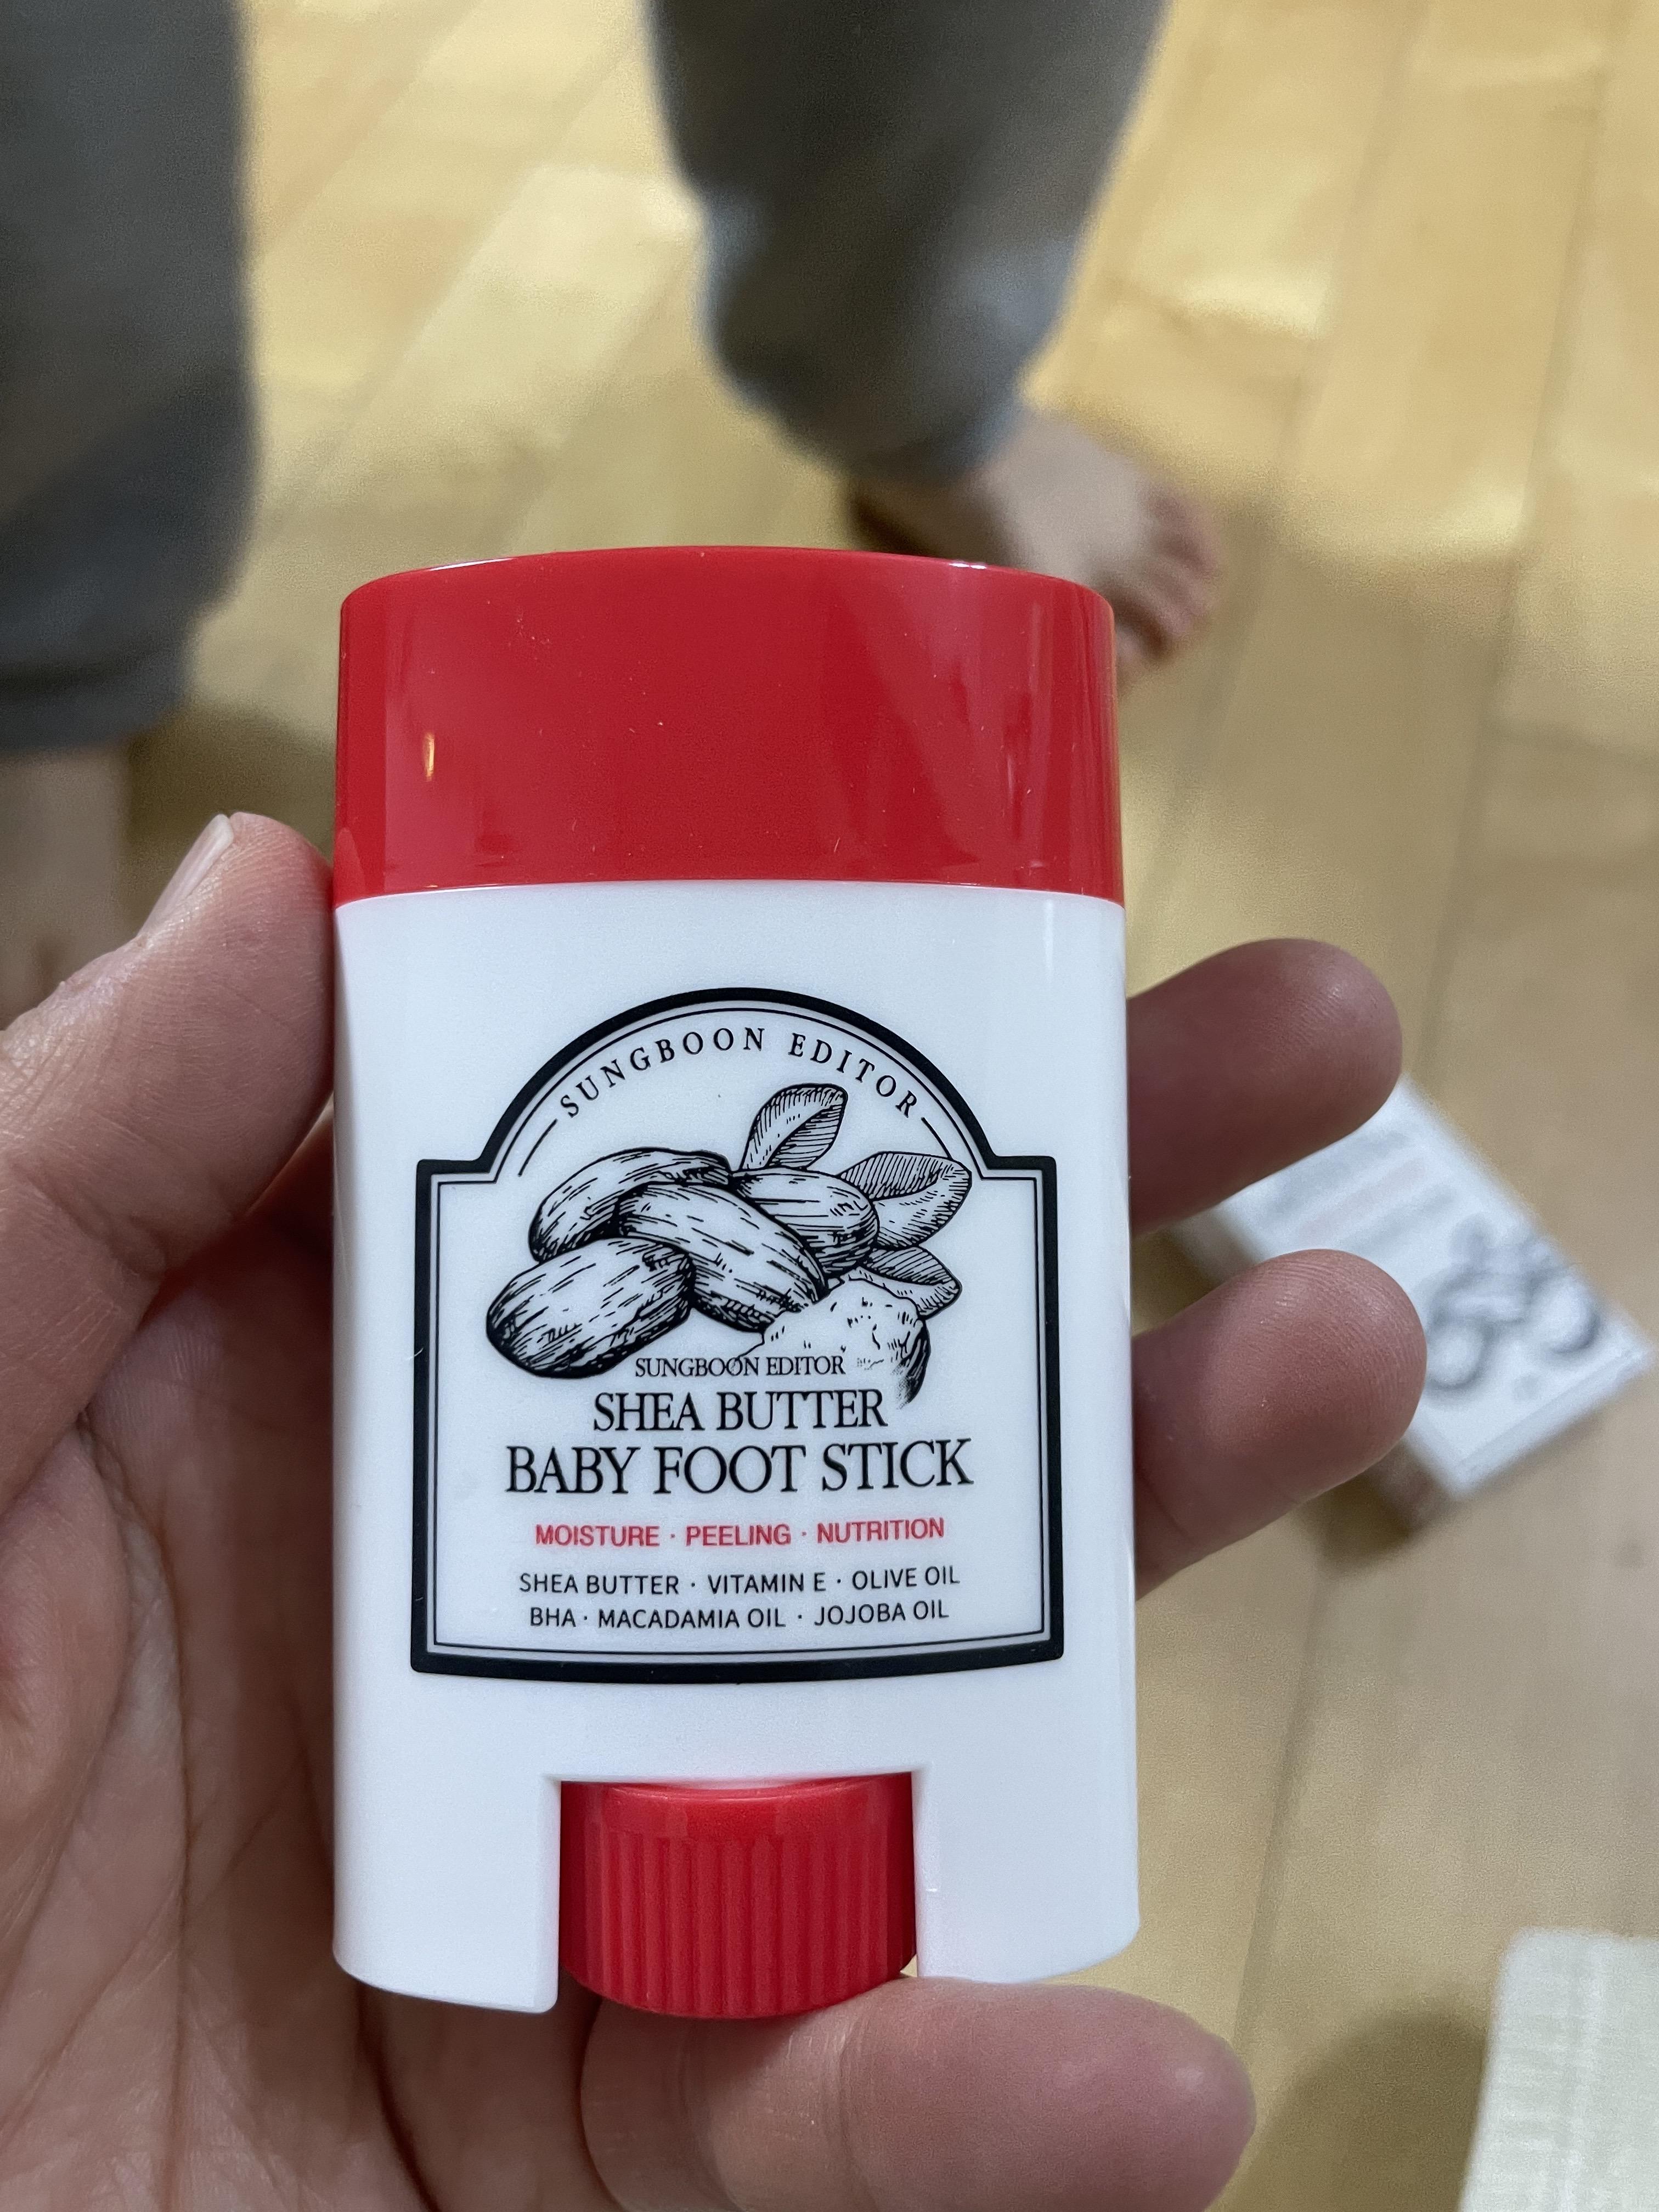 SUNGBOON EDITOR
SUNGBOON EDITOR
SHEA BUTTER
BABY FOOT STICK
MOISTURE · PEELING · NUTRITION
SHEA BUTTER · VITAMIN E · OLIVE OIL
BHA · MACADAMIA OIL · JOJOBA OIL